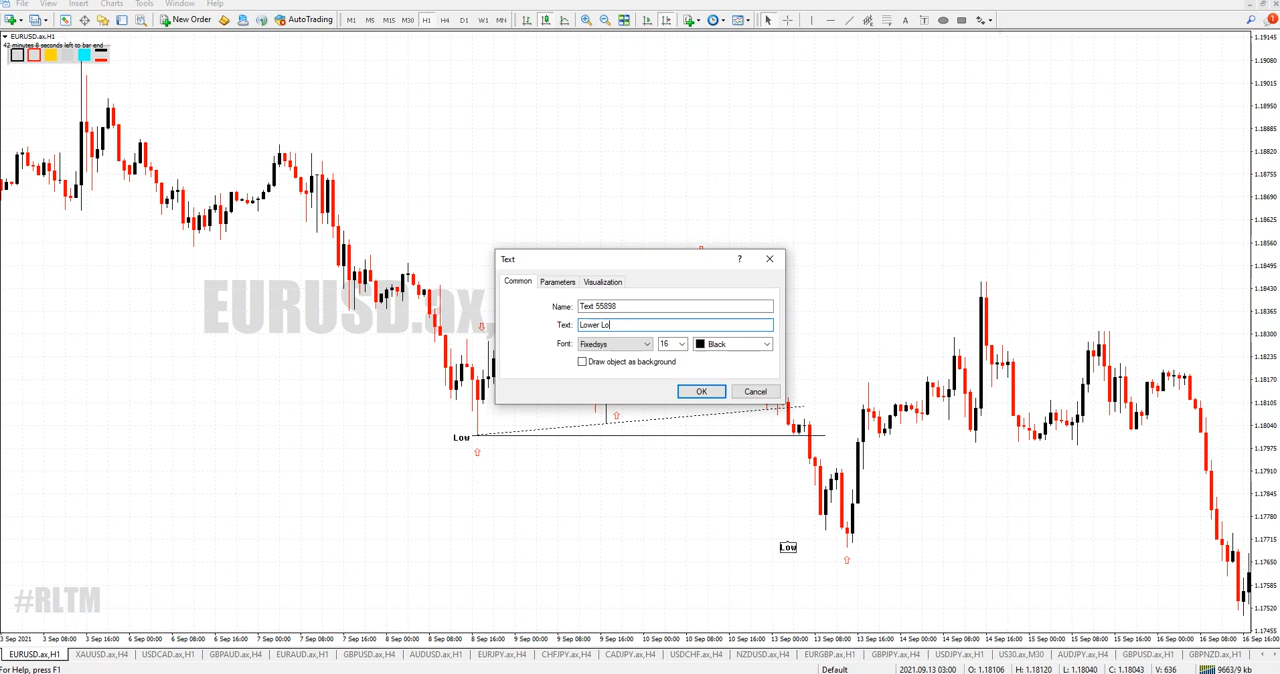 File View Insert Charts Tools Window Help
New Order AutoTrading M1 M5 M15 M30 H1 H4 D1 W1 MN
EURUSD.ax,H1
42 minutes 8 seconds left to bar end
1.19145
1.19080
1.19015
1.18950
1.18885
1.18820
1.18755
1.18690
1.18625
1.18560
1.18495
1.18430
1.18365
1.18300
1.18235
1.18170
1.18105
1.18040
1.17975
1.17910
1.17845
1.17780
1.17715
1.17650
1.17585
1.17520
1.17455
EURUSD.ax,
Text ? ×
Common Parameters Visualization
Name: Text 55898
Text: Lower Lo
Font: Fixedsys 16 Black
Draw object as background
OK Cancel
Low
Low
#RLTM
3 Sep 2021 3 Sep 08:00 3 Sep 16:00 6 Sep 00:00 6 Sep 08:00 6 Sep 16:00 7 Sep 00:00 7 Sep 08:00 7 Sep 16:00 8 Sep 00:00 8 Sep 08:00 8 Sep 16:00 9 Sep 00:00 9 Sep 08:00 9 Sep 16:00 10 Sep 00:00 10 Sep 08:00 10 Sep 16:00 13 Sep 00:00 13 Sep 08:00 13 Sep 16:00 14 Sep 00:00 14 Sep 08:00 14 Sep 16:00 15 Sep 00:00 15 Sep 08:00 15 Sep 16:00 16 Sep 00:00 16 Sep 08:00 16 Sep 16:00
EURUSD.ax,H1 XAUUSD.ax,H4 USDCAD.ax,H1 GBPAUD.ax,H4 EURAUD.ax,H1 GBPUSD.ax,H4 AUDUSD.ax,H1 EURJPY.ax,H4 CHFJPY.ax,H4 CADJPY.ax,H4 USDCHF.ax,H4 NZDUSD.ax,H4 EURGBP.ax,H1 GBPJPY.ax,H4 USDJPY.ax,H1 US30.ax,M30 AUDJPY.ax,H4 GBPUSD.ax,H1 GBPNZD.ax,H1
For Help, press F1 Default 2021.09.13 03:00 O: 1.18106 H: 1.18120 L: 1.18040 C: 1.18043 V: 636 9663/9 kb